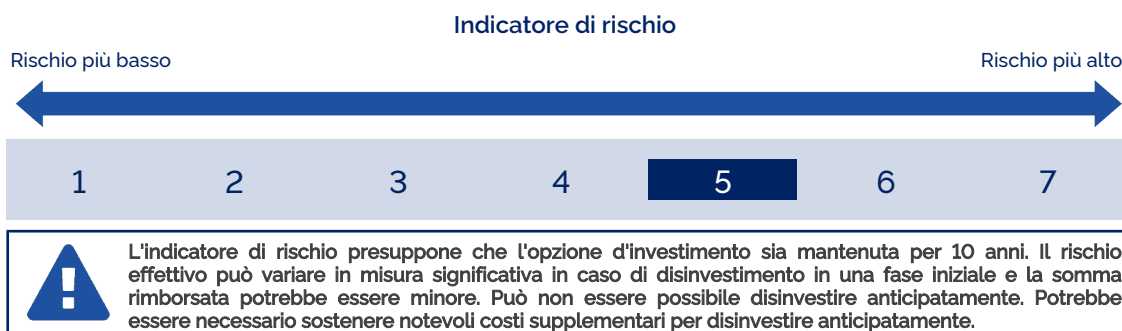 Indicatore di rischio
Rischio più basso
Rischio più alto
1 2 3 4 5 6 7
L'indicatore di rischio presuppone che l'opzione d'investimento sia mantenuta per 10 anni. Il rischio
effettivo può variare in misura significativa in caso di disinvestimento in una fase iniziale e la somma
rimborsata potrebbe essere minore. Può non essere possibile disinvestire anticipatamente. Potrebbe
essere necessario sostenere notevoli costi supplementari per disinvestire anticipatamente.